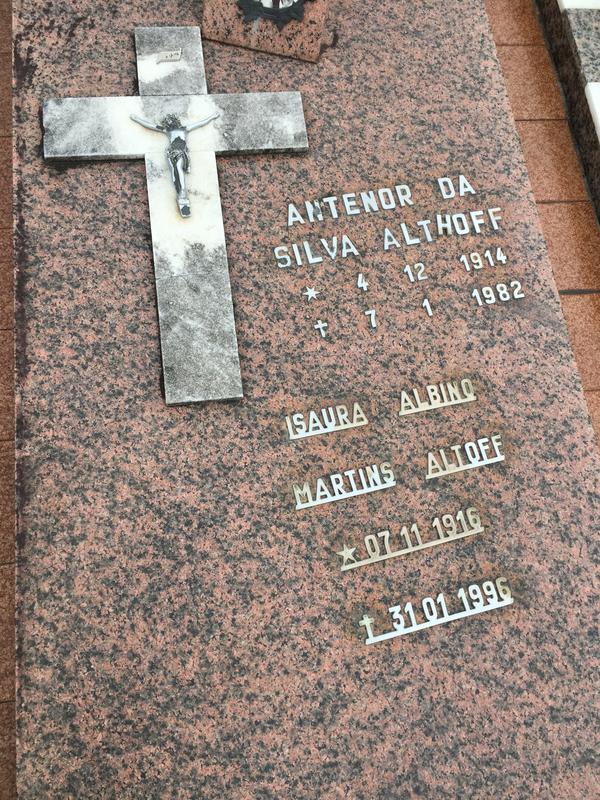 ANTENOR DA
SILVA ALTHOFF
★ 4 12 1914
✝ 7 1 1982
ISAURA ALBINO
MARTINS ALTOFF
★ 07 11 1916
✝ 31 01 1996